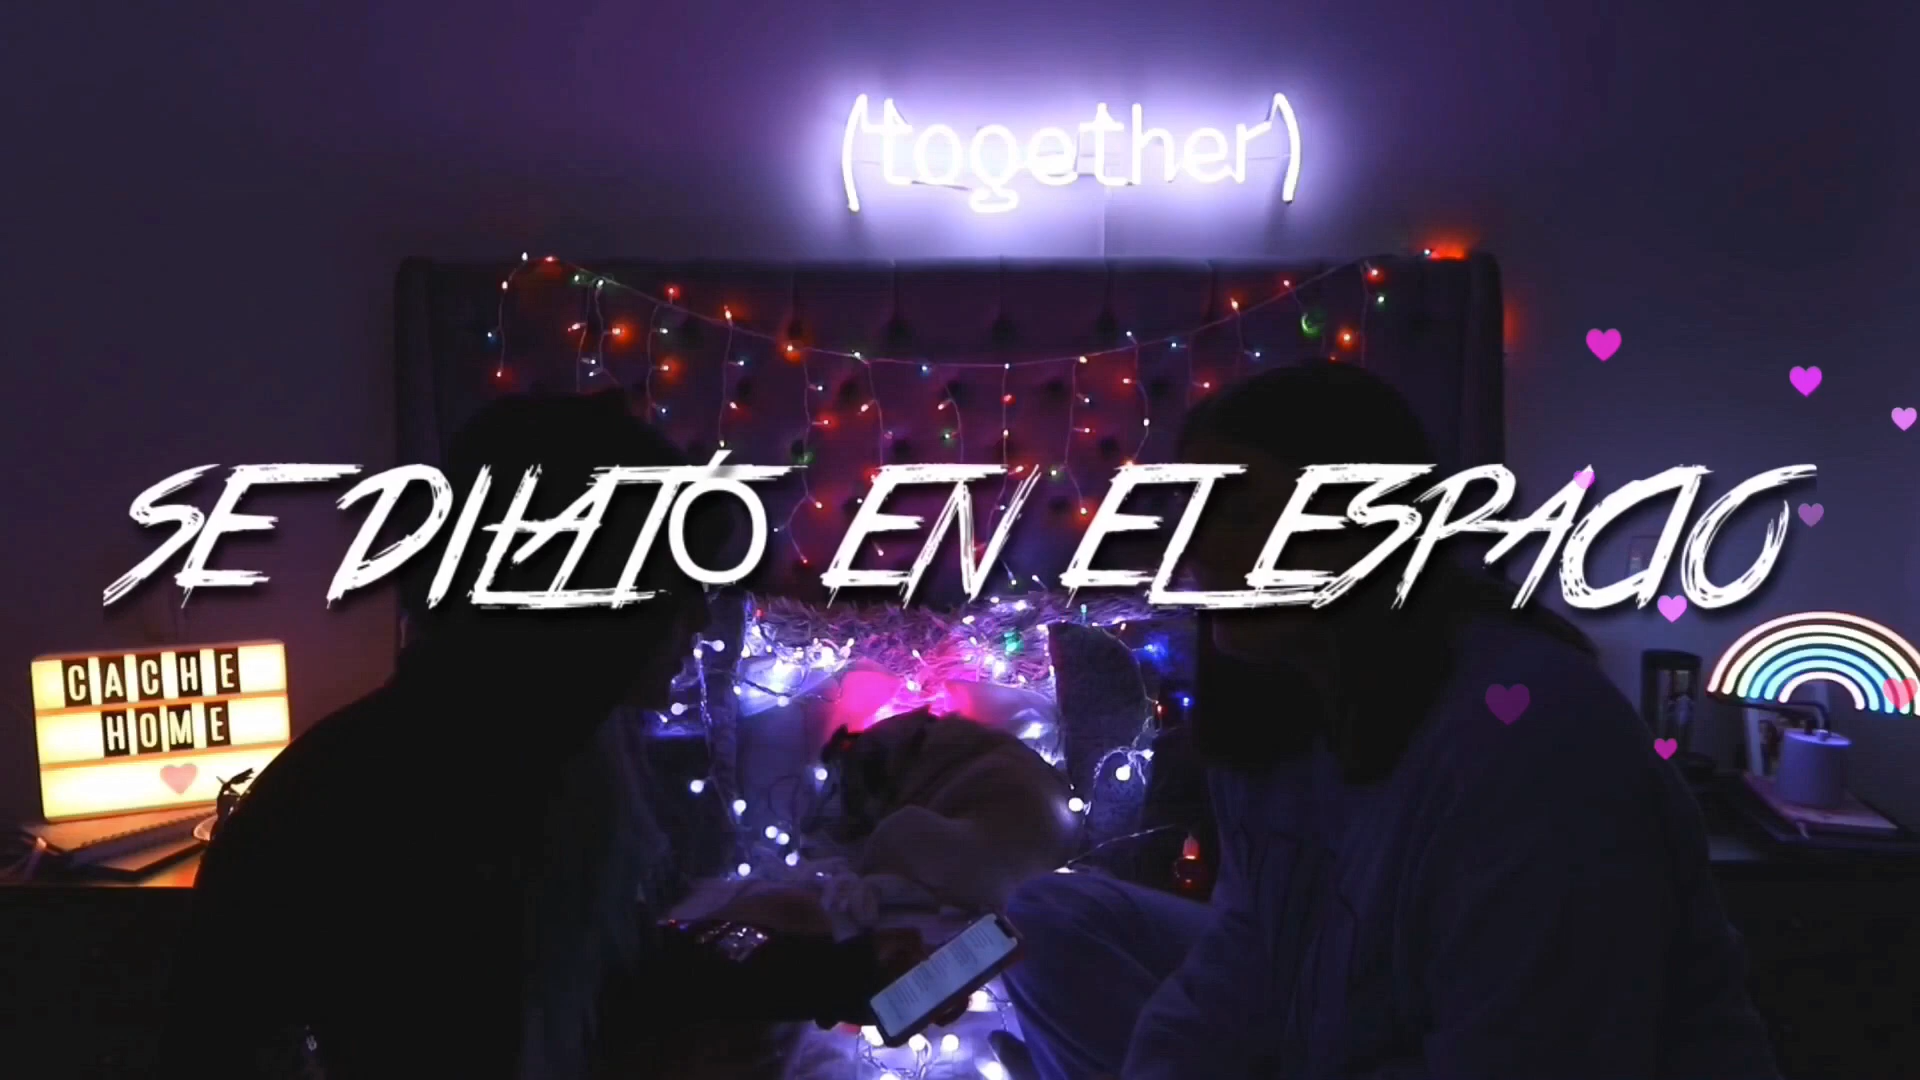 (together)
SE DILATÓ EN EL ESPACIO
CACHE
HOME